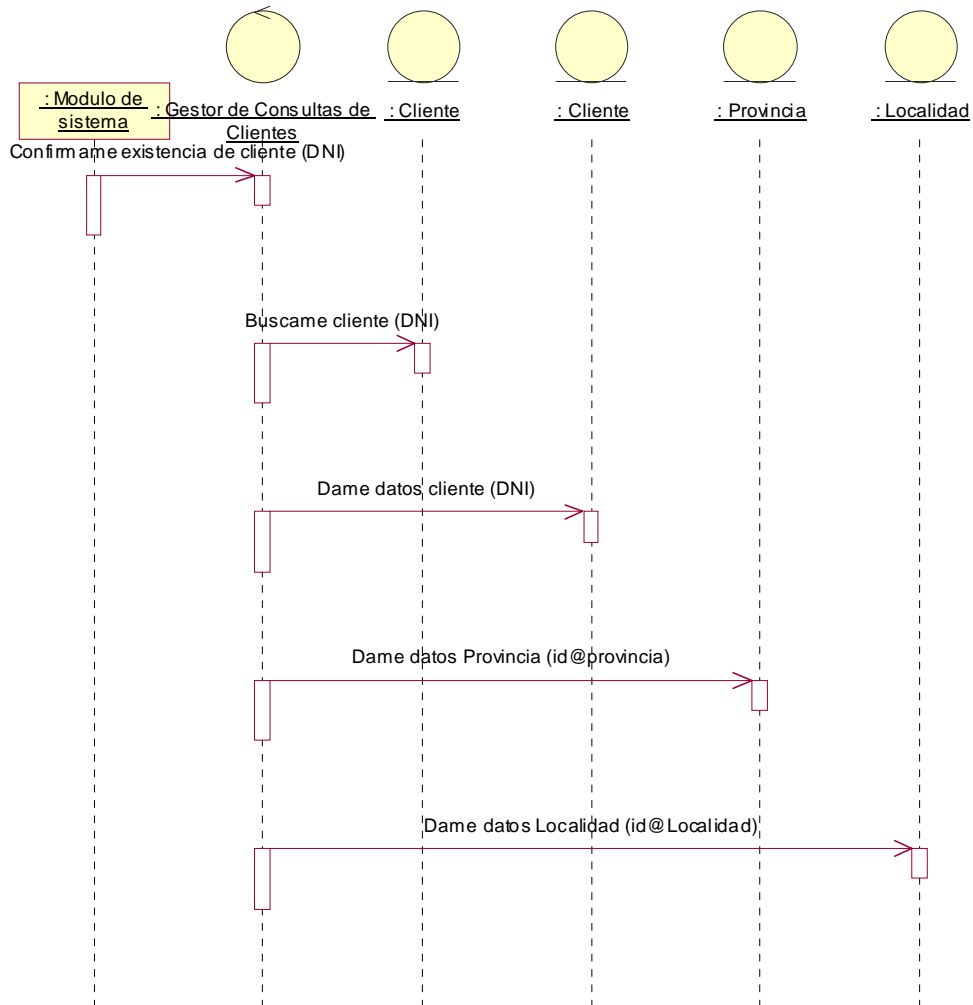 : Modulo de
sistema
: Gestor de Consultas de
Clientes
: Cliente
: Cliente
: Provincia
: Localidad
Confirmame existencia de cliente (DNI)
Buscame cliente (DNI)
Dame datos cliente (DNI)
Dame datos Provincia (id@provincia)
Dame datos Localidad (id@Localidad)